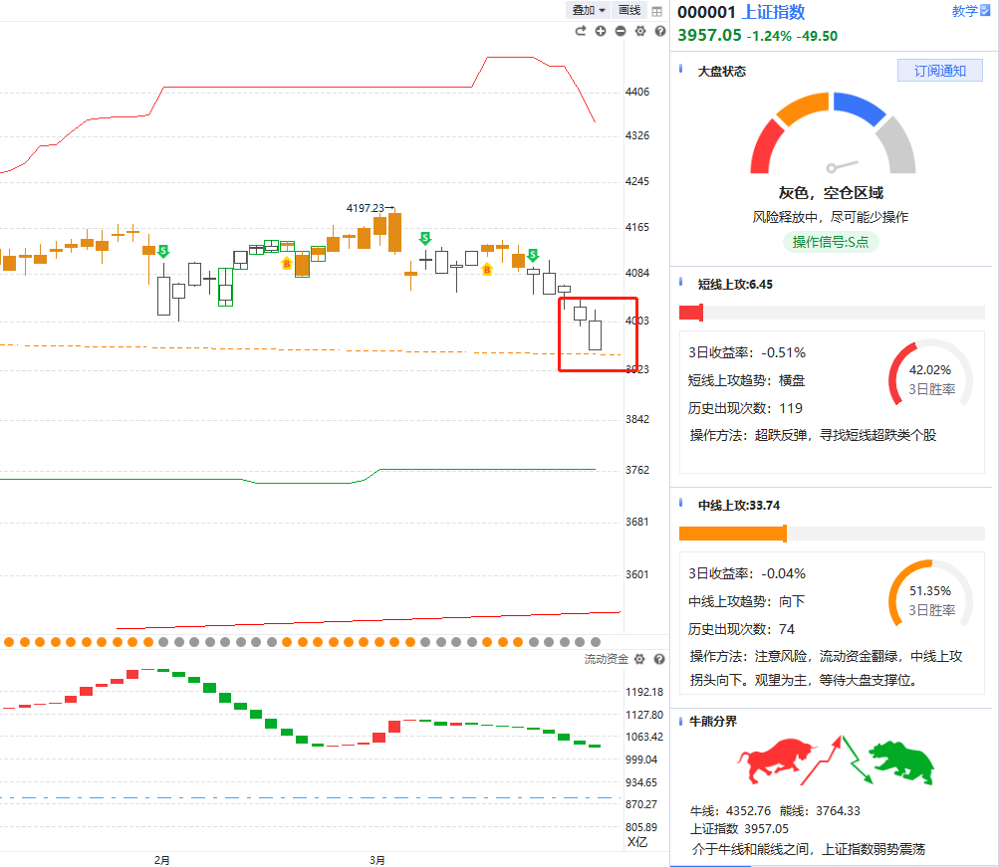 叠加 画线
4406
4326
4245
4197.23
4165
S
S
S
B
B
4084
4003
3923
3842
3762
3681
3601
流动资金
1192.18
1127.80
1063.42
999.04
934.65
870.27
805.89
X亿
2月 3月
000001 上证指数 教学
3957.05 -1.24% -49.50
大盘状态 订阅通知
灰色，空仓区域
风险释放中，尽可能少操作
操作信号:S点
短线上攻:6.45
3日收益率：-0.51%
42.02%
短线上攻趋势：横盘
3日胜率
历史出现次数：119
操作方法：超跌反弹，寻找短线超跌类个股
中线上攻:33.74
3日收益率：-0.04%
51.35%
中线上攻趋势：向下
3日胜率
历史出现次数：74
操作方法：注意风险，流动资金翻绿，中线上攻
拐头向下。观望为主，等待大盘支撑位。
牛熊分界
牛线：4352.76 熊线：3764.33
上证指数 3957.05
介于牛线和熊线之间，上证指数弱势震荡